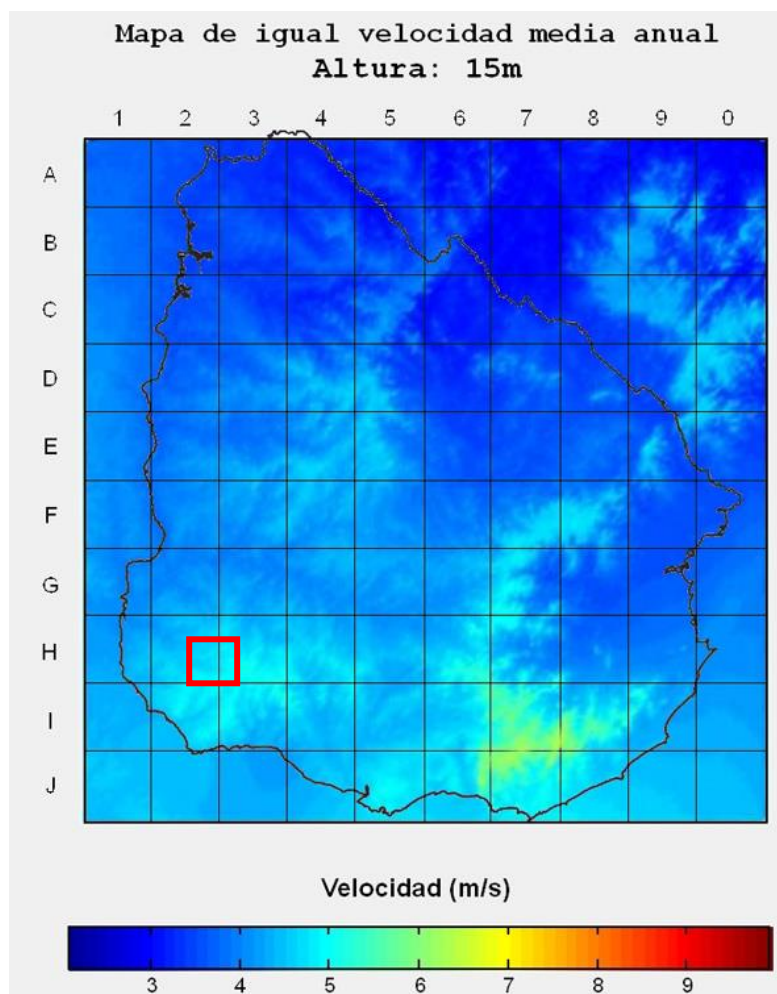 Mapa de igual velocidad media anual
Altura: 15m
1 2 3 4 5 6 7 8 9 0
A
B
C
D
E
F
G
H
I
J
Velocidad (m/s)
3 4 5 6 7 8 9